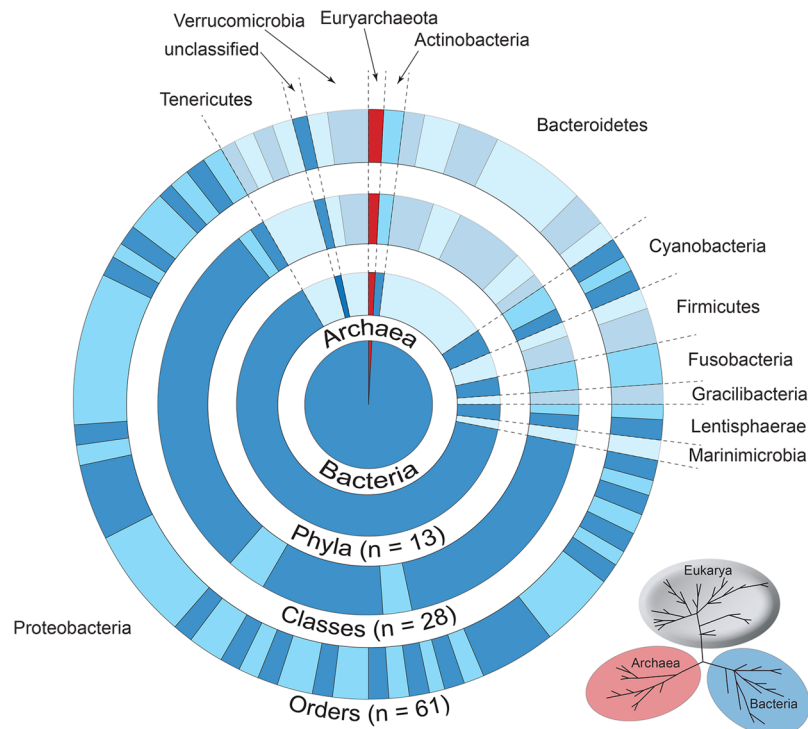 Verrucomicrobia
Euryarchaeota
unclassified
Actinobacteria
Tenericutes
Bacteroidetes
Cyanobacteria
Firmicutes
Fusobacteria
Gracilibacteria
Lentisphaerae
Marinimicrobia
Proteobacteria
Archaea
Bacteria
Phyla (n = 13)
Classes (n = 28)
Orders (n = 61)
Eukarya
Archaea
Bacteria